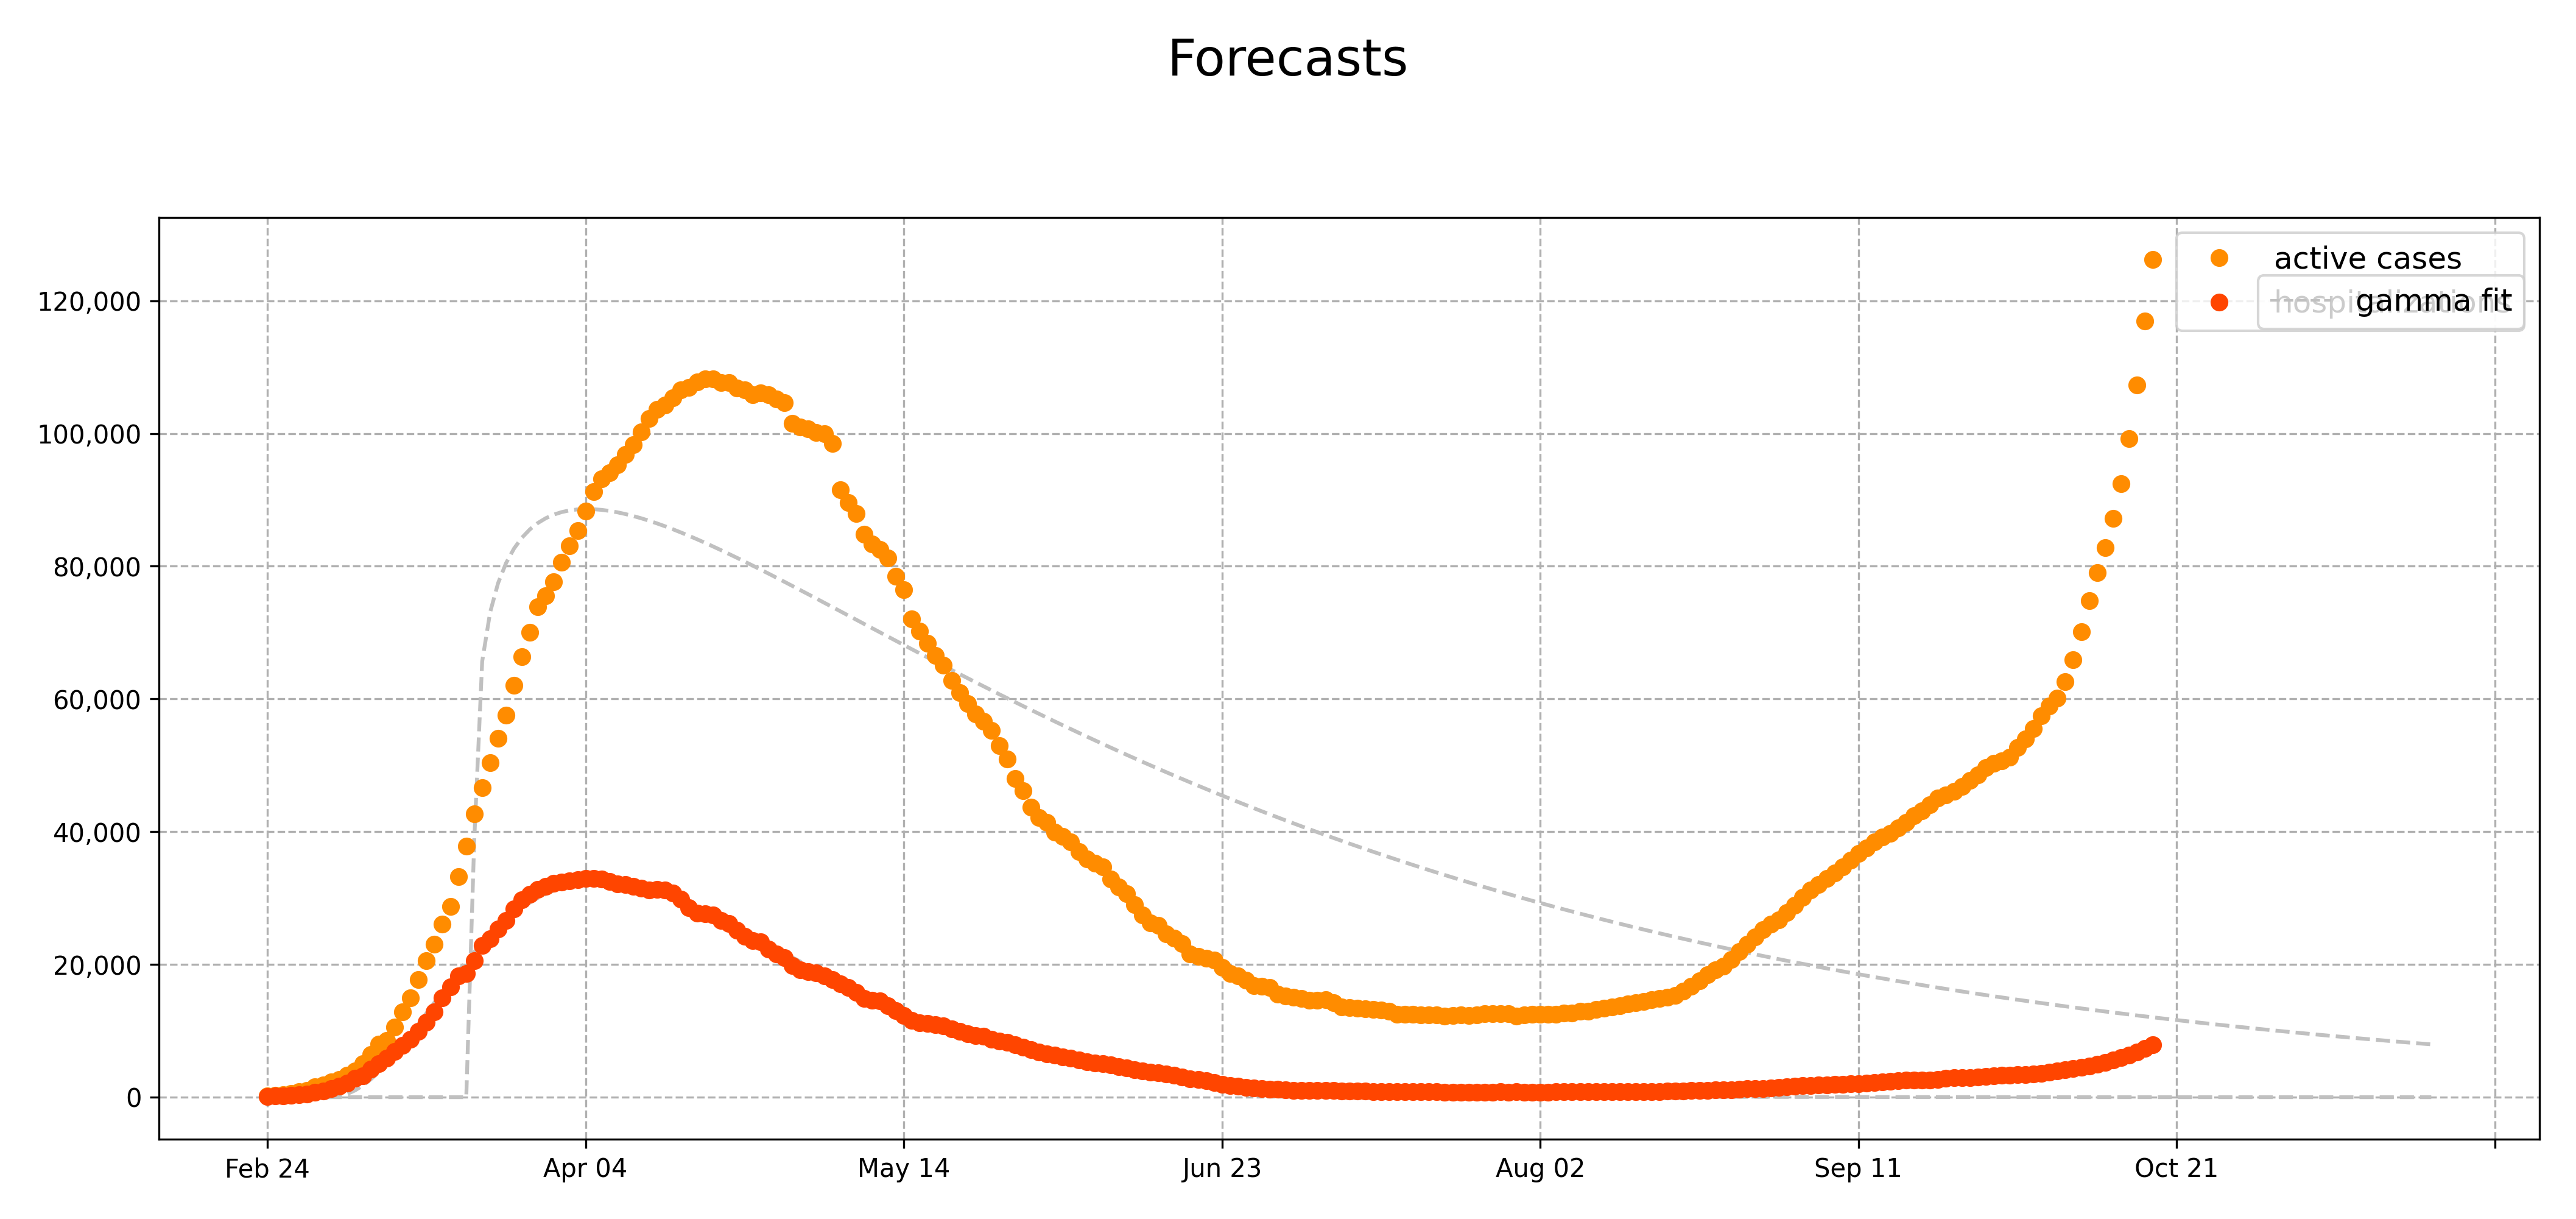 Forecasts
active cases
hospitalizations
gamma fit
120,000
100,000
80,000
60,000
40,000
20,000
0
Feb 24
Apr 04
May 14
Jun 23
Aug 02
Sep 11
Oct 21